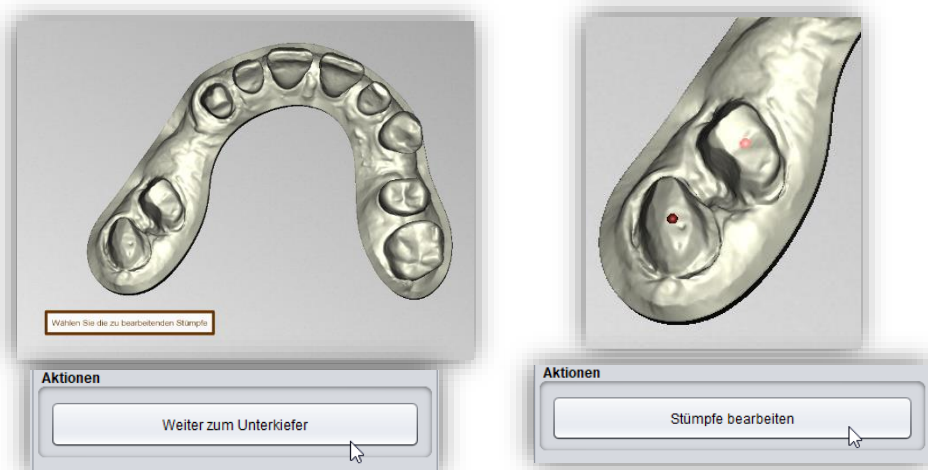 Wählen Sie die zu bearbeitenden Stümpfe
Aktionen
Weiter zum Unterkiefer
Aktionen
Stümpfe bearbeiten